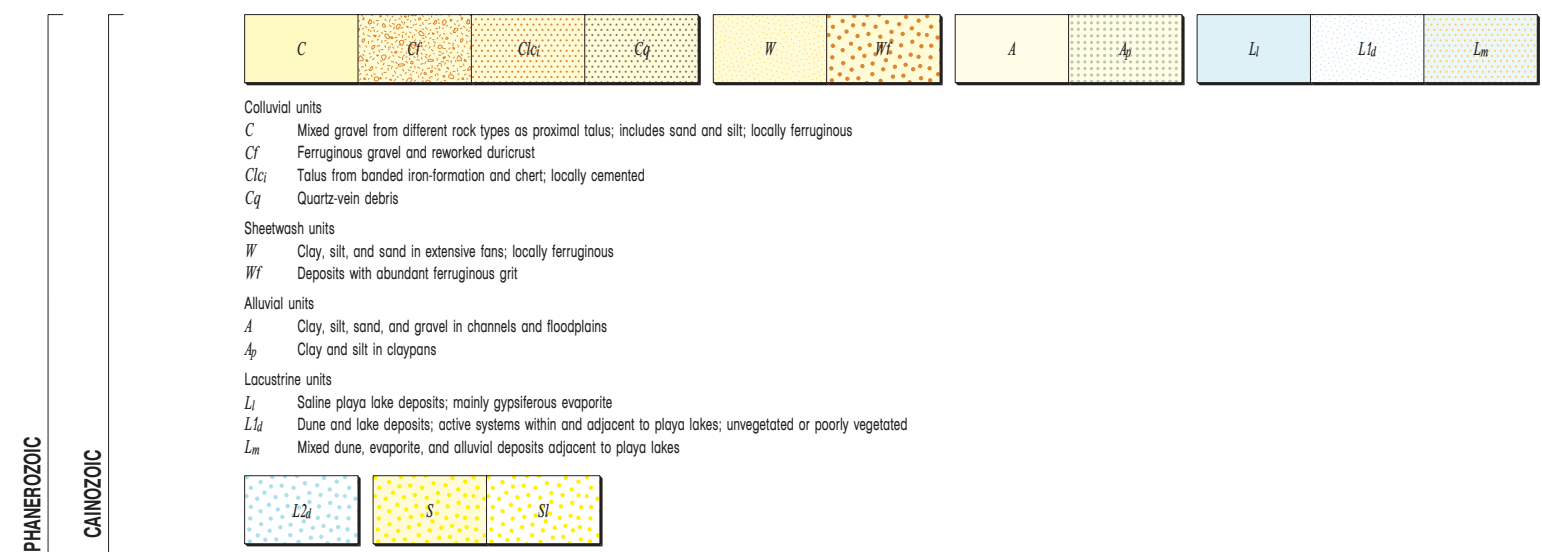 C Cf Clci Cq W Wf A Ap Ll L1d Lm
Colluvial units
C Mixed gravel from different rock types as proximal talus; includes sand and silt; locally ferruginous
Cf Ferruginous gravel and reworked duricrust
Clci Talus from banded iron-formation and chert; locally cemented
Cq Quartz-vein debris
Sheetwash units
W Clay, silt, and sand in extensive fans; locally ferruginous
Wf Deposits with abundant ferruginous grit
Alluvial units
A Clay, silt, sand, and gravel in channels and floodplains
Ap Clay and silt in claypans
Lacustrine units
Ll Saline playa lake deposits; mainly gypsiferous evaporite
L1d Dune and lake deposits; active systems within and adjacent to playa lakes; unvegetated or poorly vegetated
Lm Mixed dune, evaporite, and alluvial deposits adjacent to playa lakes
PHANEROZOIC
CAINOZOIC
L2d S Sl